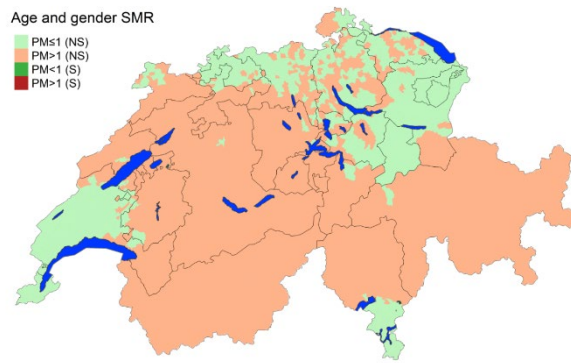 Age and gender SMR
PM≤1 (NS)
PM>1 (NS)
PM<1 (S)
PM>1 (S)